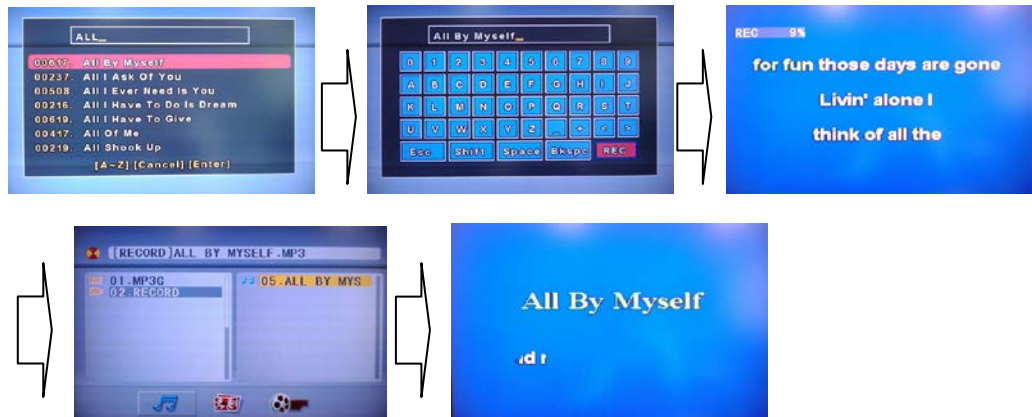 ALL_
00617. All By Myself
00237. All I Ask Of You
00508. All I Ever Need Is You
00216. All I Have To Do Is Dream
00619. All I Have To Give
00417. All Of Me
00219. All Shook Up
[A~Z] [Cancel] [Enter]
All By Myself_
0 1 2 3 4 5 6 7 8 9
A B C D E F G H I J
K L M N O P Q R S T
U V W X Y Z _ + < >
Esc Shift Space Bkspc REC
REC 9%
for fun those days are gone
Livin' alone I
think of all the
[RECORD]ALL BY MYSELF.MP3
01.MP3G
02.RECORD
05.ALL BY MYS
All By Myself